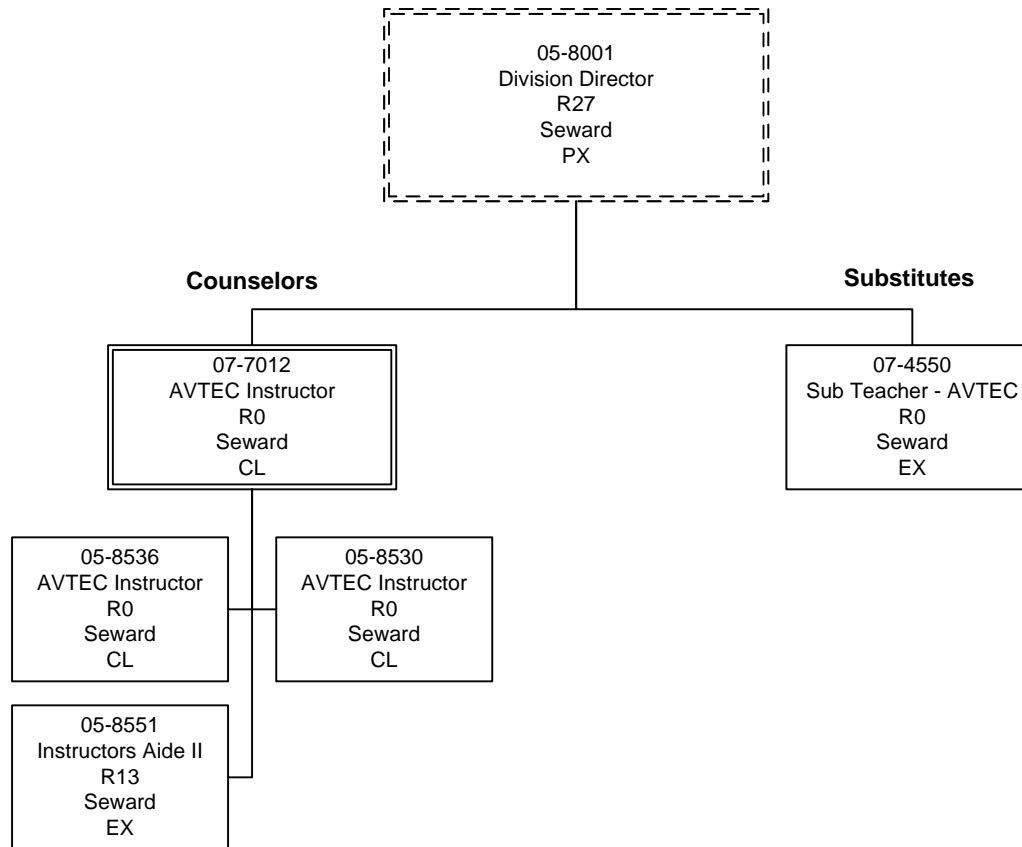 05-8001
Division Director
R27
Seward
PX
Counselors
Substitutes
07-7012
AVTEC Instructor
R0
Seward
CL
07-4550
Sub Teacher - AVTEC
R0
Seward
EX
05-8536
AVTEC Instructor
R0
Seward
CL
05-8530
AVTEC Instructor
R0
Seward
CL
05-8551
Instructors Aide II
R13
Seward
EX